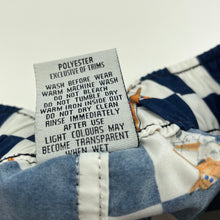 POLYESTER
EXCLUSIVE OF TRIMS
WASH BEFORE WEAR
WARM MACHINE WASH
DO NOT BLEACH
DO NOT TUMBLE DRY
WARM IRON INSIDE OUT
DO NOT DRY CLEAN
RINSE IMMEDIATELY
AFTER USE
LIGHT COLOURS MAY
BECOME TRANSPARENT
WHEN WET